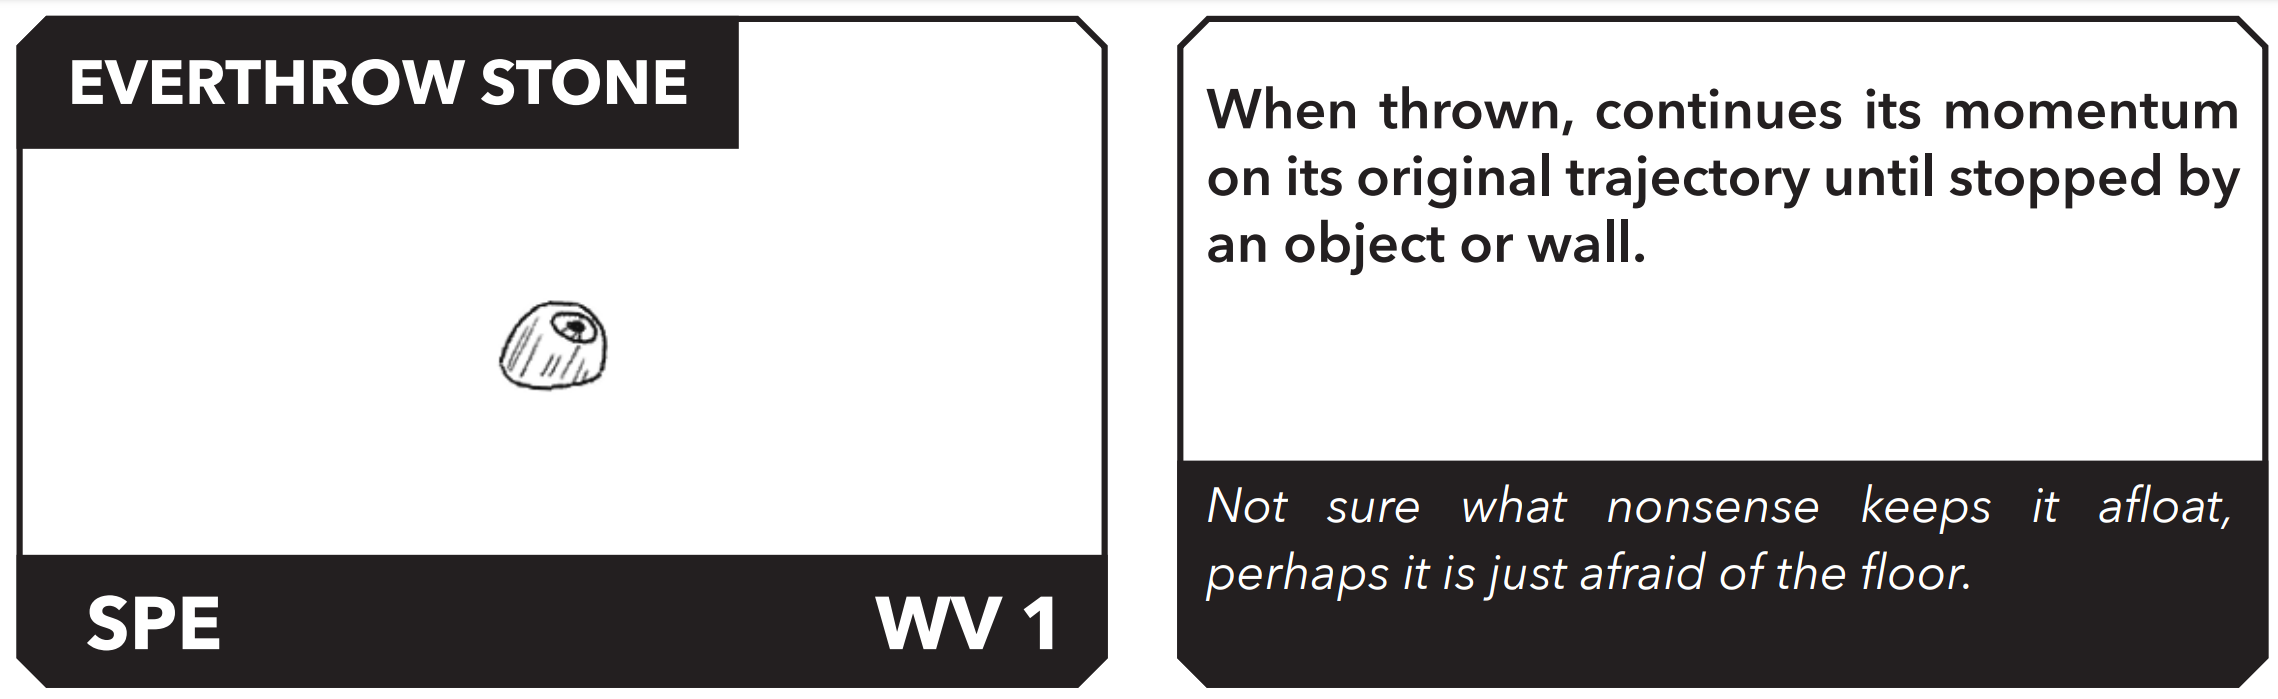 EVERTHROW STONE
SPE
WV 1
When thrown, continues its momentum
on its original trajectory until stopped by
an object or wall.
Not sure what nonsense keeps it afloat,
perhaps it is just afraid of the floor.